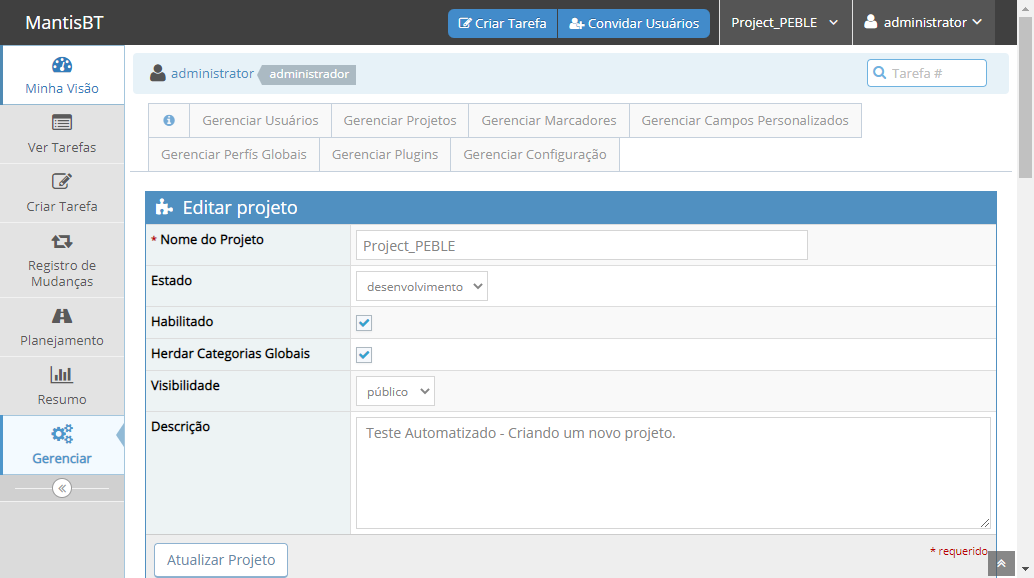 MantisBT
Criar Tarefa
Convidar Usuários
Project_PEBLE
administrator
Minha Visão
Ver Tarefas
Criar Tarefa
Registro de
Mudanças
Planejamento
Resumo
Gerenciar
administrator
administrador
Tarefa #
Gerenciar Usuários
Gerenciar Projetos
Gerenciar Marcadores
Gerenciar Campos Personalizados
Gerenciar Perfís Globais
Gerenciar Plugins
Gerenciar Configuração
Editar projeto
* Nome do Projeto
Project_PEBLE
Estado
desenvolvimento
Habilitado
Herdar Categorias Globais
Visibilidade
público
Descrição
Teste Automatizado - Criando um novo projeto.
Atualizar Projeto
* requerido